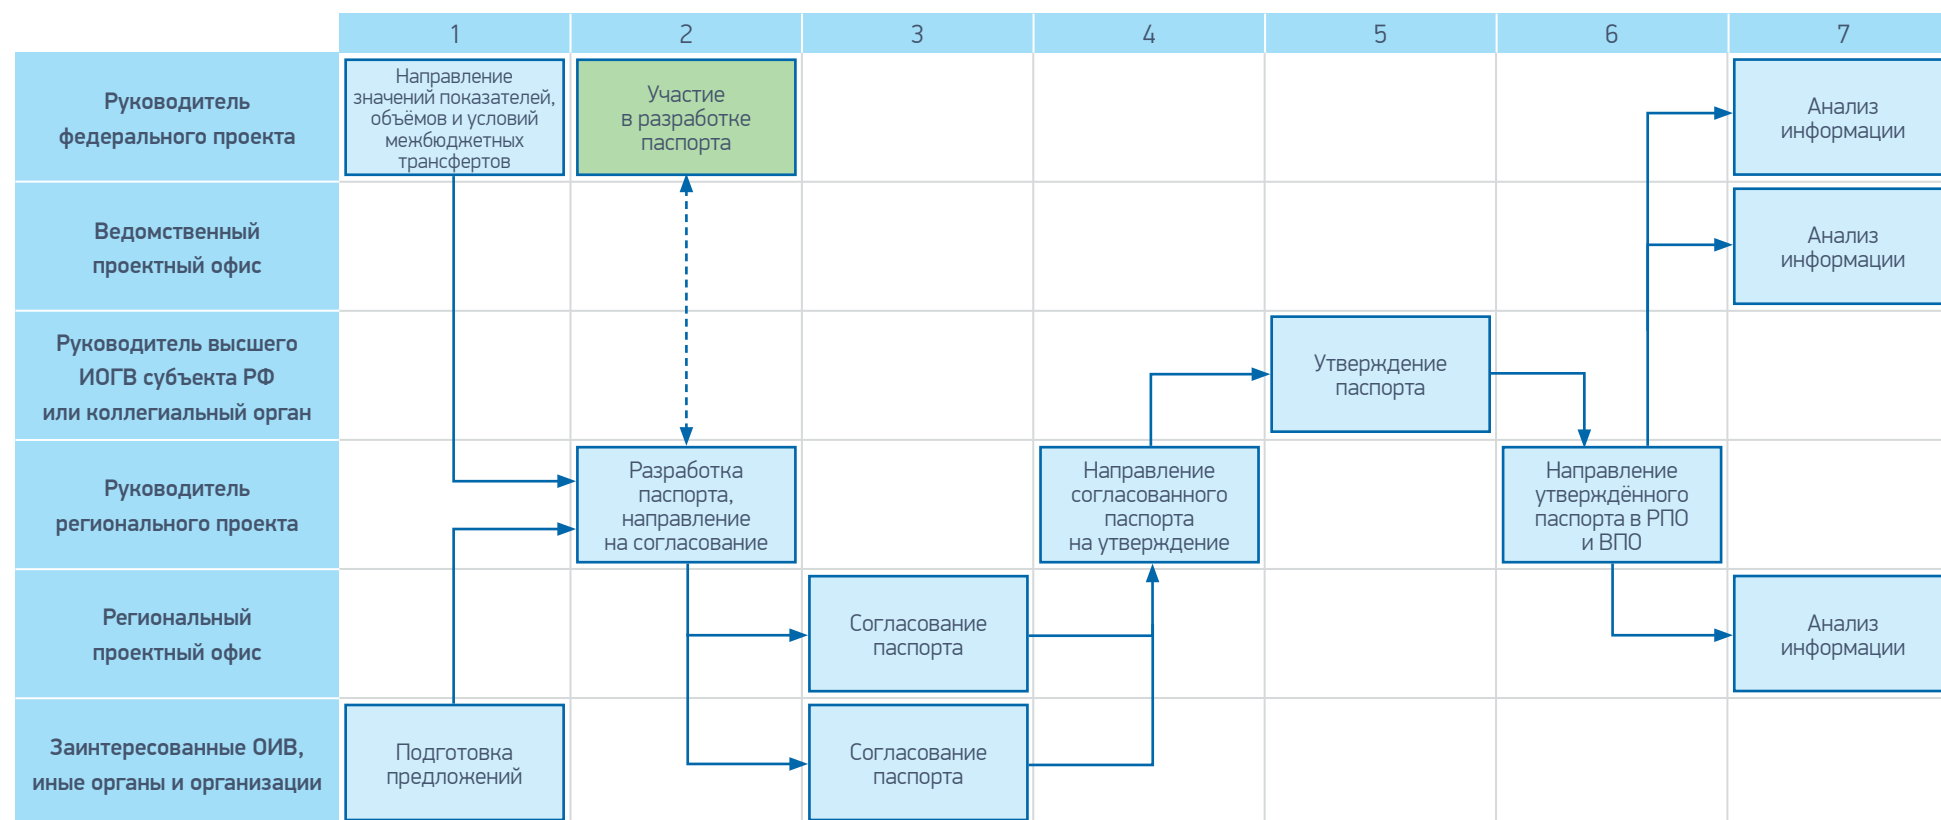 1 2 3 4 5 6 7
Руководитель
федерального проекта
Направление
значений показателей,
объёмов и условий
межбюджетных
трансфертов
Участие
в разработке
паспорта
Анализ
информации
Ведомственный
проектный офис
Анализ
информации
Руководитель высшего
ИОГВ субъекта РФ
или коллегиальный орган
Утверждение
паспорта
Руководитель
регионального проекта
Разработка
паспорта,
направление
на согласование
Направление
согласованного
паспорта
на утверждение
Направление
утверждённого
паспорта в РПО
и ВПО
Региональный
проектный офис
Согласование
паспорта
Анализ
информации
Заинтересованные ОИВ,
иные органы и организации
Подготовка
предложений
Согласование
паспорта